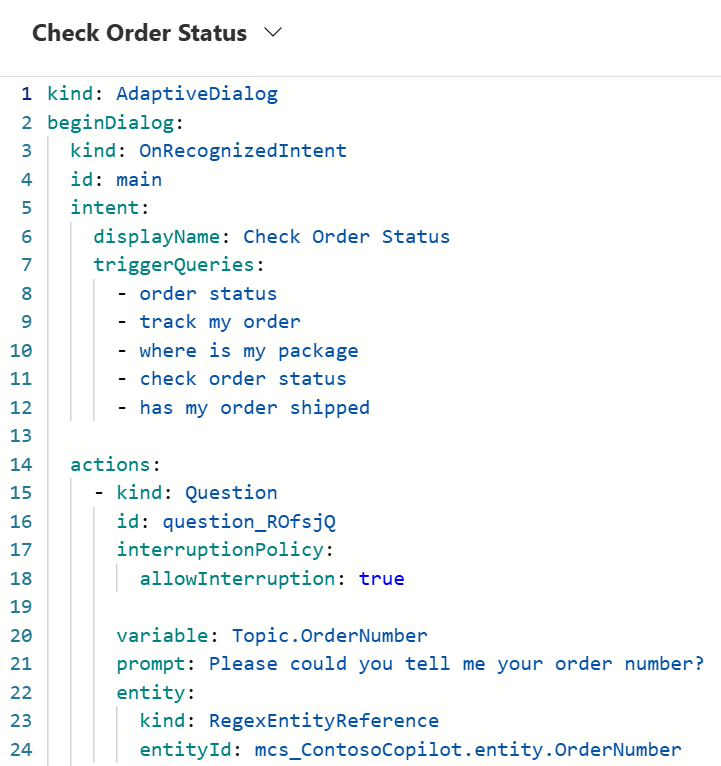 Check Order Status
1 kind: AdaptiveDialog
2 beginDialog:
3   kind: OnRecognizedIntent
4   id: main
5   intent:
6     displayName: Check Order Status
7     triggerQueries:
8       - order status
9       - track my order
10       - where is my package
11       - check order status
12       - has my order shipped
13
14   actions:
15     - kind: Question
16       id: question_ROfsjQ
17       interruptionPolicy:
18         allowInterruption: true
19
20       variable: Topic.OrderNumber
21       prompt: Please could you tell me your order number?
22       entity:
23         kind: RegexEntityReference
24         entityId: mcs_ContosoCopilot.entity.OrderNumber